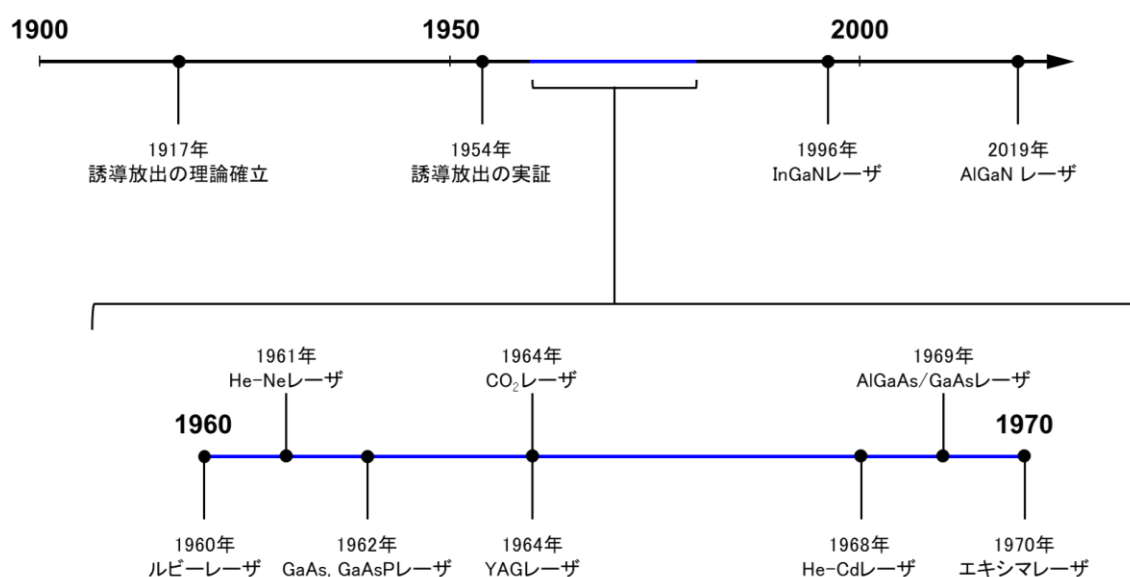 1900
1950
2000
1917年
誘導放出の理論確立
1954年
誘導放出の実証
1996年
InGaNレーザ
2019年
AlGaN レーザ
1961年
He-Neレーザ
1964年
CO₂レーザ
1969年
AlGaAs/GaAsレーザ
1960
1970
1960年
ルビーレーザ
1962年
GaAs, GaAsPレーザ
1964年
YAGレーザ
1968年
He-Cdレーザ
1970年
エキシマレーザ